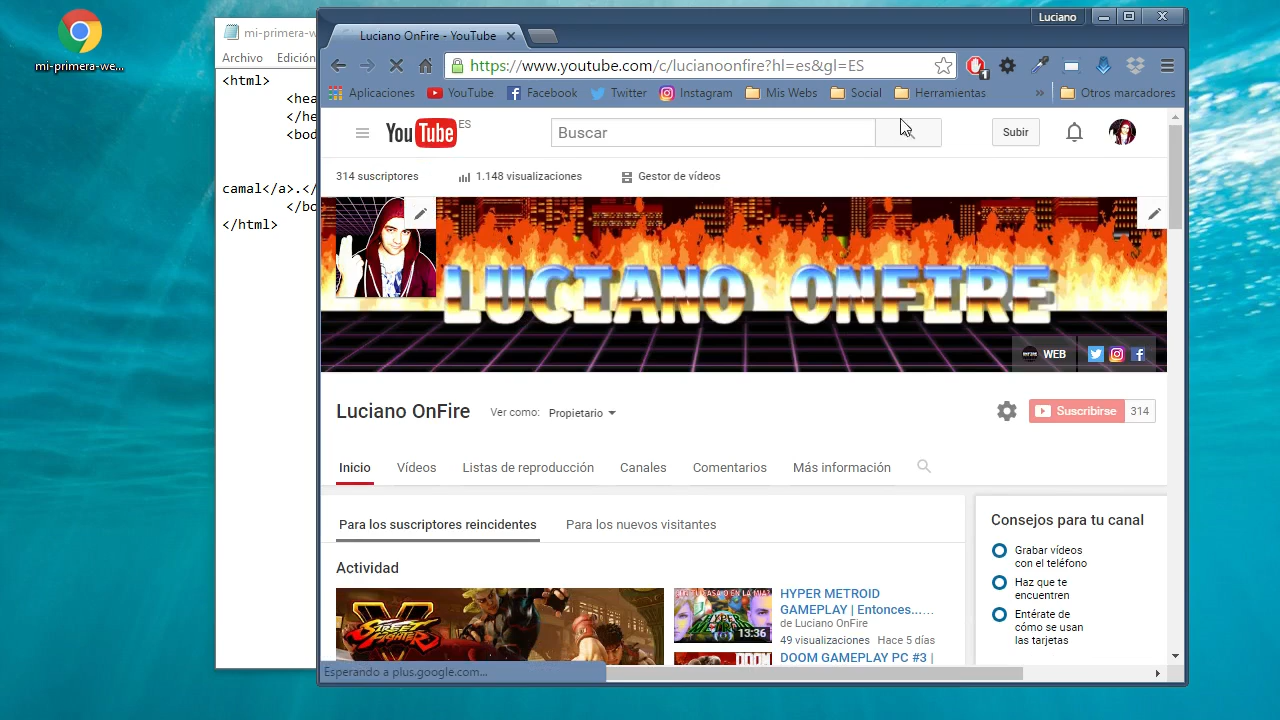 mi-primera-we...
mi-primera-w
Archivo Edición
<html>
<hea
</he
<bod
camal</a>.</
</bo
</html>
Luciano
Luciano OnFire - YouTube
https://www.youtube.com/c/lucianoonfire?hl=es&gl=ES
1
Aplicaciones YouTube Facebook Twitter Instagram Mis Webs Social Herramientas » Otros marcadores
YouTube ES
Buscar
Subir
314 suscriptores 1.148 visualizaciones Gestor de vídeos
LUCIANO ONFIRE
WEB
Luciano OnFire Ver como: Propietario
Suscribirse 314
Inicio Vídeos Listas de reproducción Canales Comentarios Más información
Para los suscriptores reincidentes Para los nuevos visitantes
Actividad
STREET FIGHTER V
13:36
HYPER METROID
GAMEPLAY | Entonces......
de Luciano OnFire
49 visualizaciones Hace 5 días
DOOM
DOOM GAMEPLAY PC #3 |
Consejos para tu canal
Grabar vídeos
con el teléfono
Haz que te
encuentren
Entérate de
cómo se usan
las tarjetas
Esperando a plus.google.com...